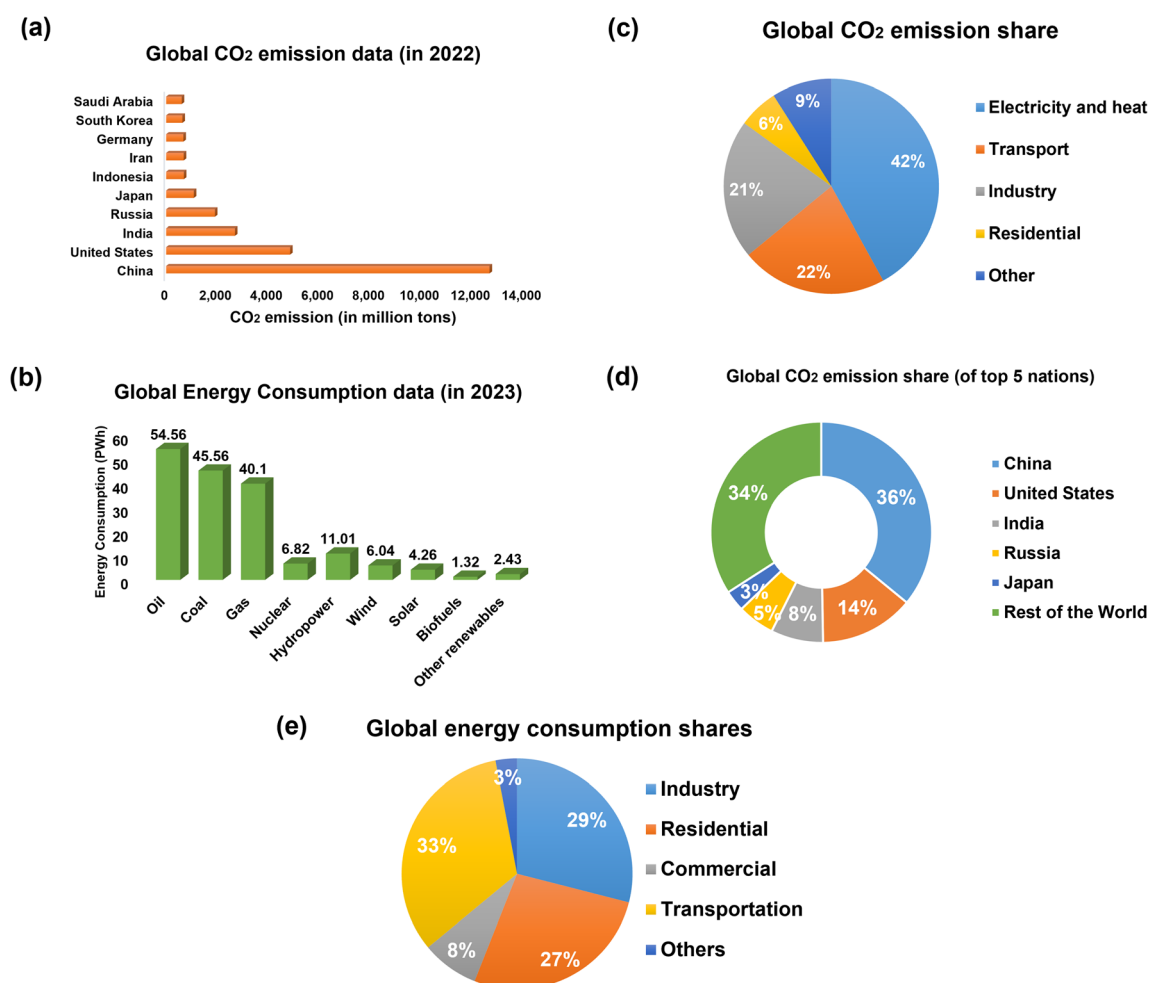 (a)
Global CO2 emission data (in 2022)
Saudi Arabia
South Korea
Germany
Iran
Indonesia
Japan
Russia
India
United States
China
0 2,000 4,000 6,000 8,000 10,000 12,000 14,000
CO2 emission (in million tons)
(c)
Global CO2 emission share
9%
6%
42%
21%
22%
Electricity and heat
Transport
Industry
Residential
Other
(b)
Global Energy Consumption data (in 2023)
Energy Consumption (PWh)
60
50
40
30
20
10
0
54.56
45.56
40.1
6.82
11.01
6.04
4.26
1.32
2.43
Oil
Coal
Gas
Nuclear
Hydropower
Wind
Solar
Biofuels
Other renewables
(d)
Global CO2 emission share (of top 5 nations)
34%
36%
3%
5%
8%
14%
China
United States
India
Russia
Japan
Rest of the World
(e)
Global energy consumption shares
3%
29%
33%
8%
27%
Industry
Residential
Commercial
Transportation
Others